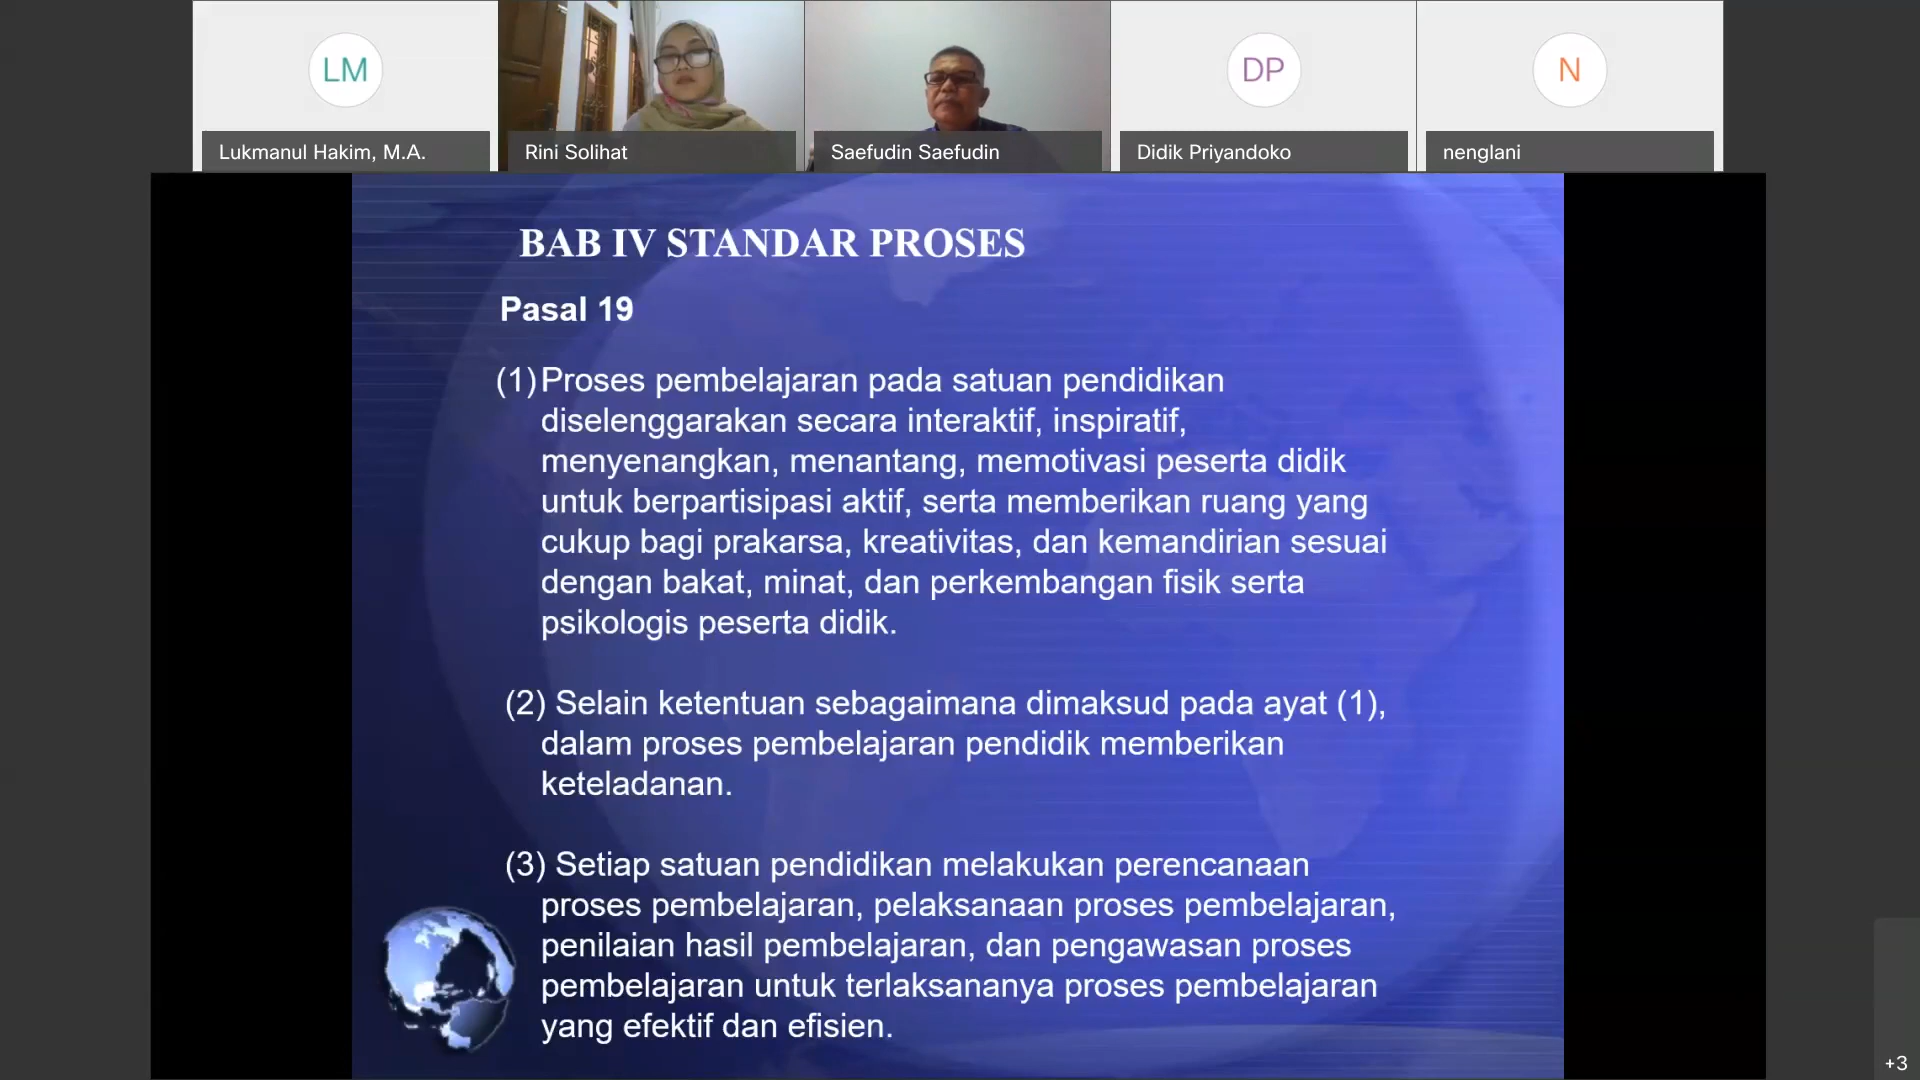 LM
DP
N
Lukmanul Hakim, M.A.
Rini Solihat
Saefudin Saefudin
Didik Priyandoko
nenglani
BAB IV STANDAR PROSES
Pasal 19
(1) Proses pembelajaran pada satuan pendidikan
diselenggarakan secara interaktif, inspiratif,
menyenangkan, menantang, memotivasi peserta didik
untuk berpartisipasi aktif, serta memberikan ruang yang
cukup bagi prakarsa, kreativitas, dan kemandirian sesuai
dengan bakat, minat, dan perkembangan fisik serta
psikologis peserta didik.
(2) Selain ketentuan sebagaimana dimaksud pada ayat (1),
dalam proses pembelajaran pendidik memberikan
keteladanan.
(3) Setiap satuan pendidikan melakukan perencanaan
proses pembelajaran, pelaksanaan proses pembelajaran,
penilaian hasil pembelajaran, dan pengawasan proses
pembelajaran untuk terlaksananya proses pembelajaran
yang efektif dan efisien.
+3